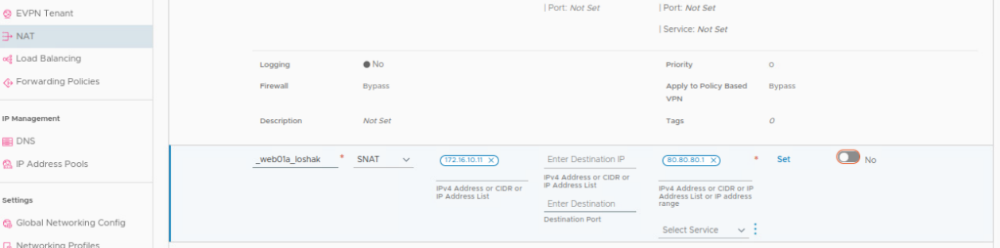 EVPN Tenant
NAT
Load Balancing
Forwarding Policies
IP Management
DNS
IP Address Pools
Settings
Global Networking Config
Networking Profiles
| Port: Not Set
| Port: Not Set
| Service: Not Set
Logging
No
Priority
0
Firewall
Bypass
Apply to Policy Based
VPN
Bypass
Description
Not Set
Tags
0
_web01a_loshak
*
SNAT
172.16.10.11 ×
IPv4 Address or CIDR or
IP Address List
Enter Destination IP
IPv4 Address or CIDR or
IP Address List
Enter Destination
Destination Port
80.80.80.1 ×
*
IPv4 Address or CIDR or IP
Address List or IP address
range
Select Service
Set
No